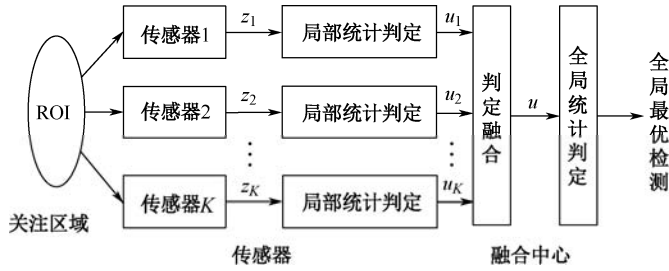 传感器1
z1
局部统计判定
u1
ROI
传感器2
z2
局部统计判定
u2
判定融合
u
全局统计判定
全局最优检测
⋮
⋮
传感器K
zK
局部统计判定
uK
关注区域
传感器
融合中心